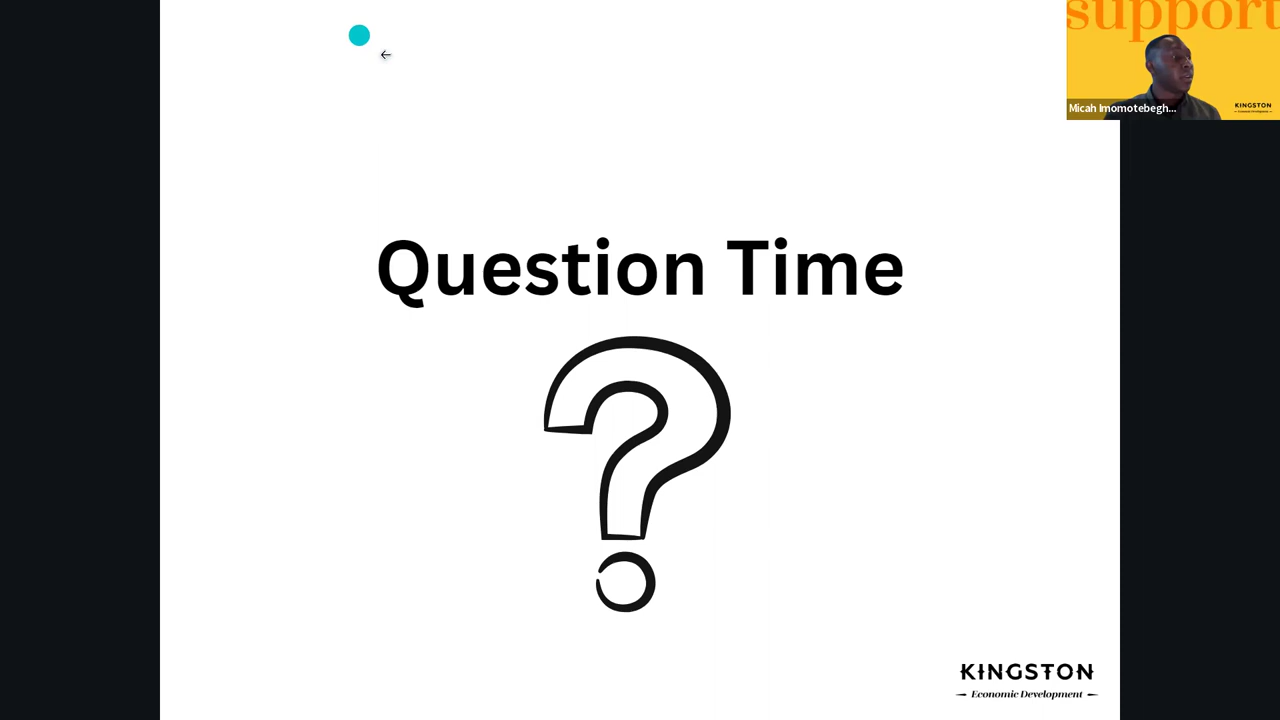 support
KINGSTON
Micah Imomotebegh...
Question Time
?
KINGSTON
Economic Development